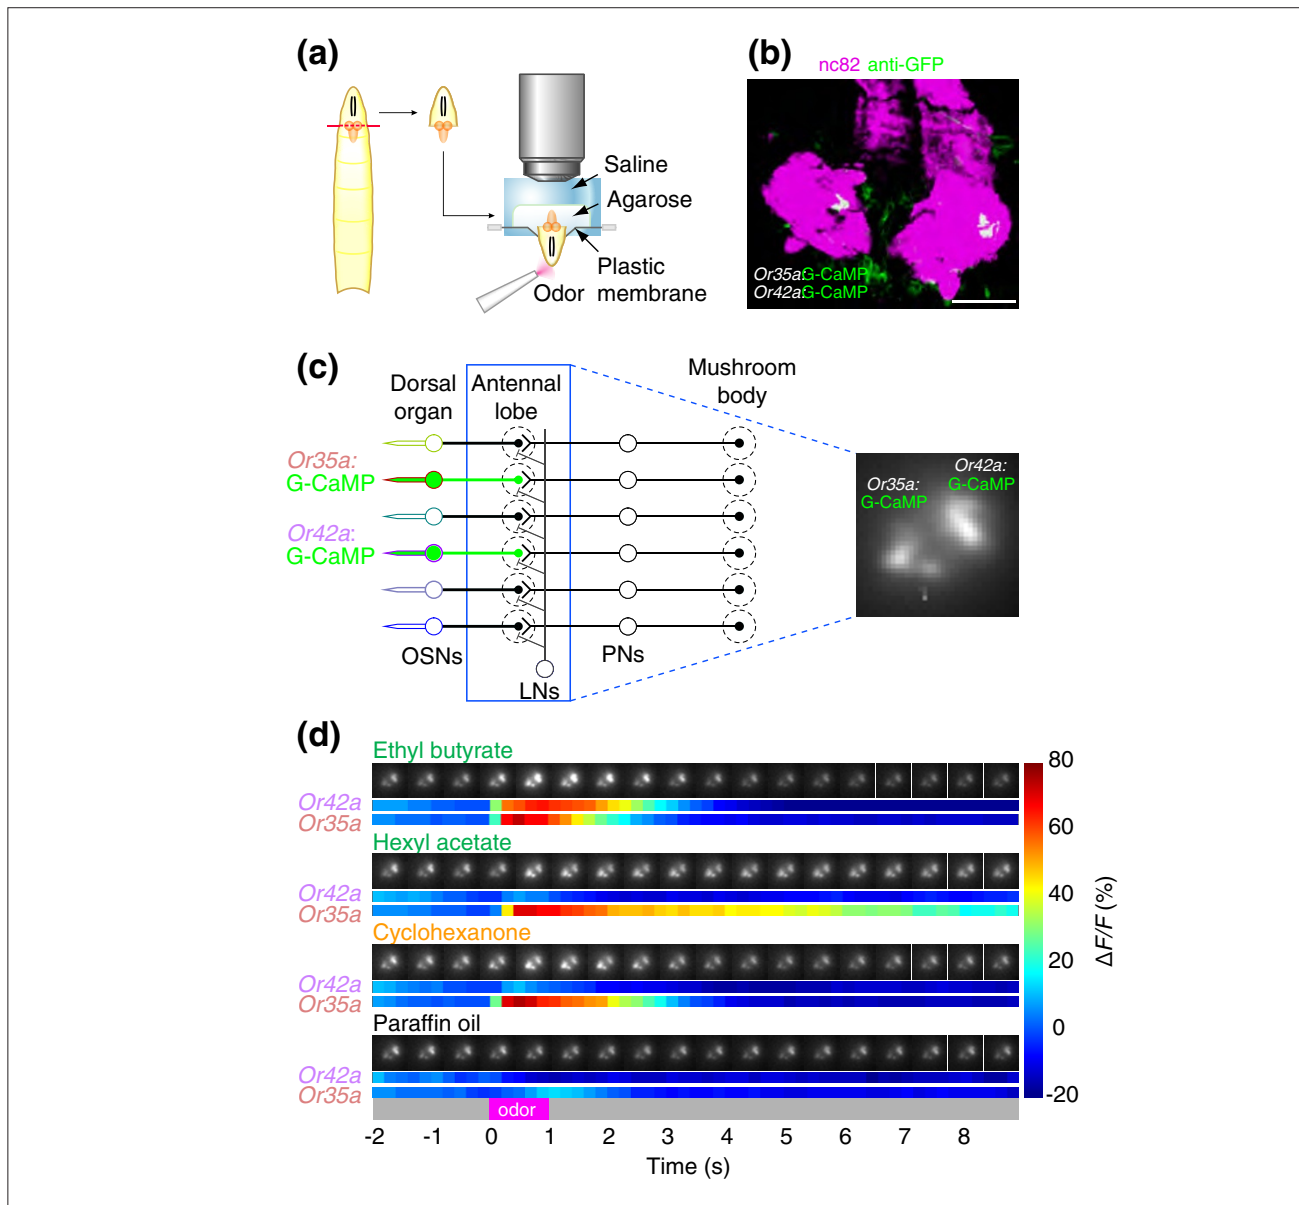 (a)
Saline
Agarose
Plastic
membrane
Odor
(b)
nc82 anti-GFP
Or35a:G-CaMP
Or42a:G-CaMP
(c)
Dorsal
organ
Antennal
lobe
Mushroom
body
Or35a:
G-CaMP
Or42a:
G-CaMP
OSNs
LNs
PNs
Or35a:
G-CaMP
Or42a:
G-CaMP
(d)
Ethyl butyrate
Or42a
Or35a
Hexyl acetate
Or42a
Or35a
Cyclohexanone
Or42a
Or35a
Paraffin oil
Or42a
Or35a
odor
-2 -1 0 1 2 3 4 5 6 7 8
Time (s)
80
60
40
20
0
-20
ΔF/F (%)